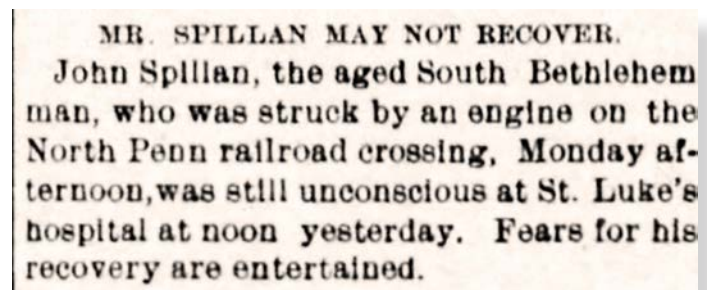 MR. SPILLAN MAY NOT RECOVER.
John Spillan, the aged South Bethlehem
man, who was struck by an engine on the
North Penn railroad crossing, Monday af-
ternoon, was still unconscious at St. Luke's
hospital at noon yesterday. Fears for his
recovery are entertained.